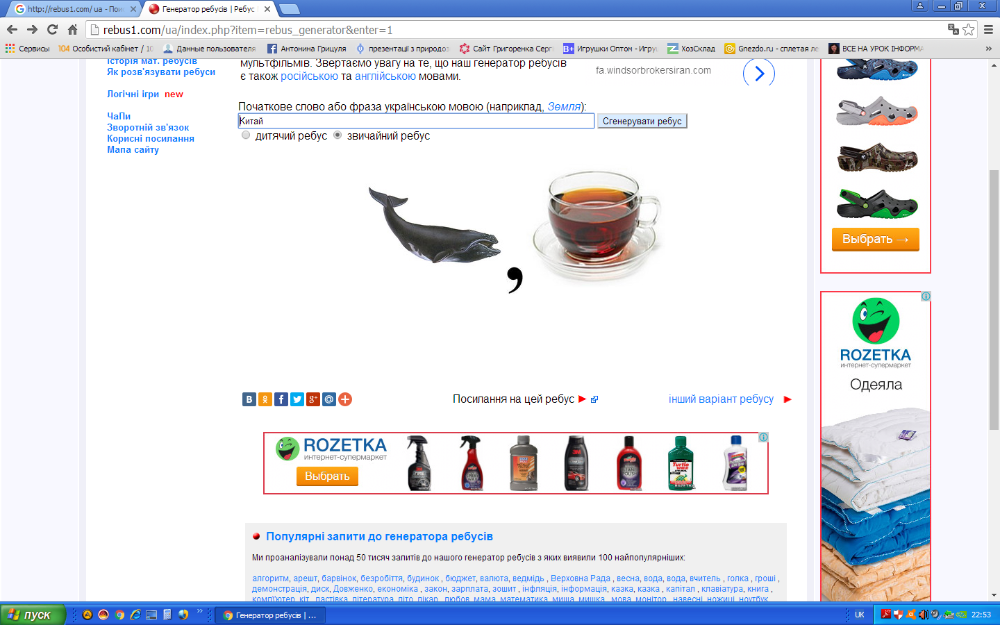 http://rebus1.com/ ua - Пои
Генератор ребусів | Ребус
rebus1.com/ua/index.php?item=rebus_generator&enter=1
Сервисы
104 Особистий кабінет / 10
Данные пользователя
Антонина Грицуля
презентації з природоз
Сайт Григоренка Серг
B+ Игрушки Оптом - Игру
ХозСклад
Gnezdo.ru - сплетая ле
ВСЕ НА УРОК ІНФОРМА
»
Історія мат. ребусів
Як розв'язувати ребуси
Логічні ігри new
ЧаПи
Зворотній зв'язок
Корисні посилання
Мапа сайту
мультфільмів. Звертаємо увагу на те, що наш генератор ребусів
є також російською та англійською мовами.
fa.windsorbrokersiran.com
Початкове слово або фраза українською мовою (наприклад, Земля):
Китай
Сгенерувати ребус
дитячий ребус звичайний ребус
,
Посилання на цей ребус
інший варіант ребусу
ROZETKA
интернет-супермаркет
Выбрать
Популярні запити до генератора ребусів
Ми проаналізували понад 50 тисяч запитів до нашого генератор ребусів з яких виявили 100 найпопулярніших:
алгоритм, арешт, барвінок, безробіття, будинок , бюджет, валюта, ведмідь , Верховна Рада , весна, вода, вода, вчитель , голка , гроші ,
демонстрація, диск, Довженко, економіка , закон, зарплата, зошит , інфляція, інформація, казка, казка , капітал , клавіатура, книга ,
комп\'ютер, кіт , ластівка, література, літо, лікар , любов, мама, математика, миша, мишка , мова, монітор , навесні, ножиці, ноутбук,
Выбрать →
ROZETKA
интернет-супермаркет
Одеяла
пуск
»
Генератор ребусів | ...
UK
22:53